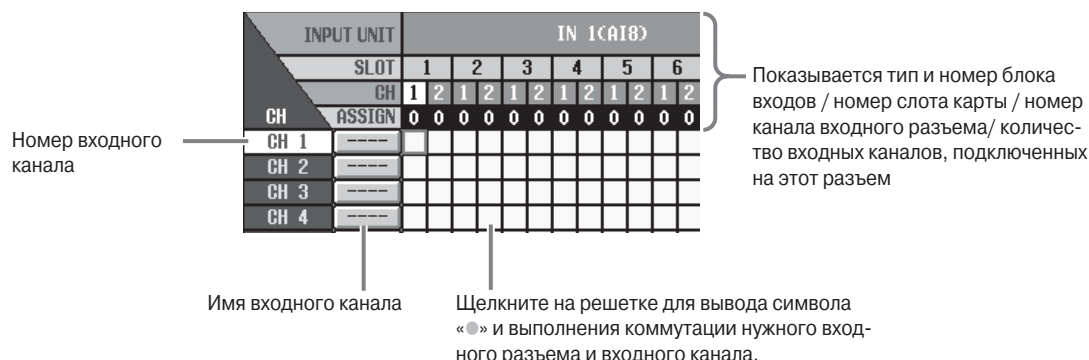 INPUT UNIT IN 1(AI8)
SLOT 1 2 3 4 5 6
CH 1 2 1 2 1 2 1 2 1 2 1 2
CH ASSIGN 0 0 0 0 0 0 0 0 0 0 0 0
CH 1 ----
CH 2 ----
CH 3 ----
CH 4 ----
Номер входного
канала
Показывается тип и номер блока
входов / номер слота карты / номер
канала входного разъема/ количес-
тво входных каналов, подключенных
на этот разъем
Имя входного канала
Щелкните на решетке для вывода символа
«●» и выполнения коммутации нужного вход-
ного разъема и входного канала.